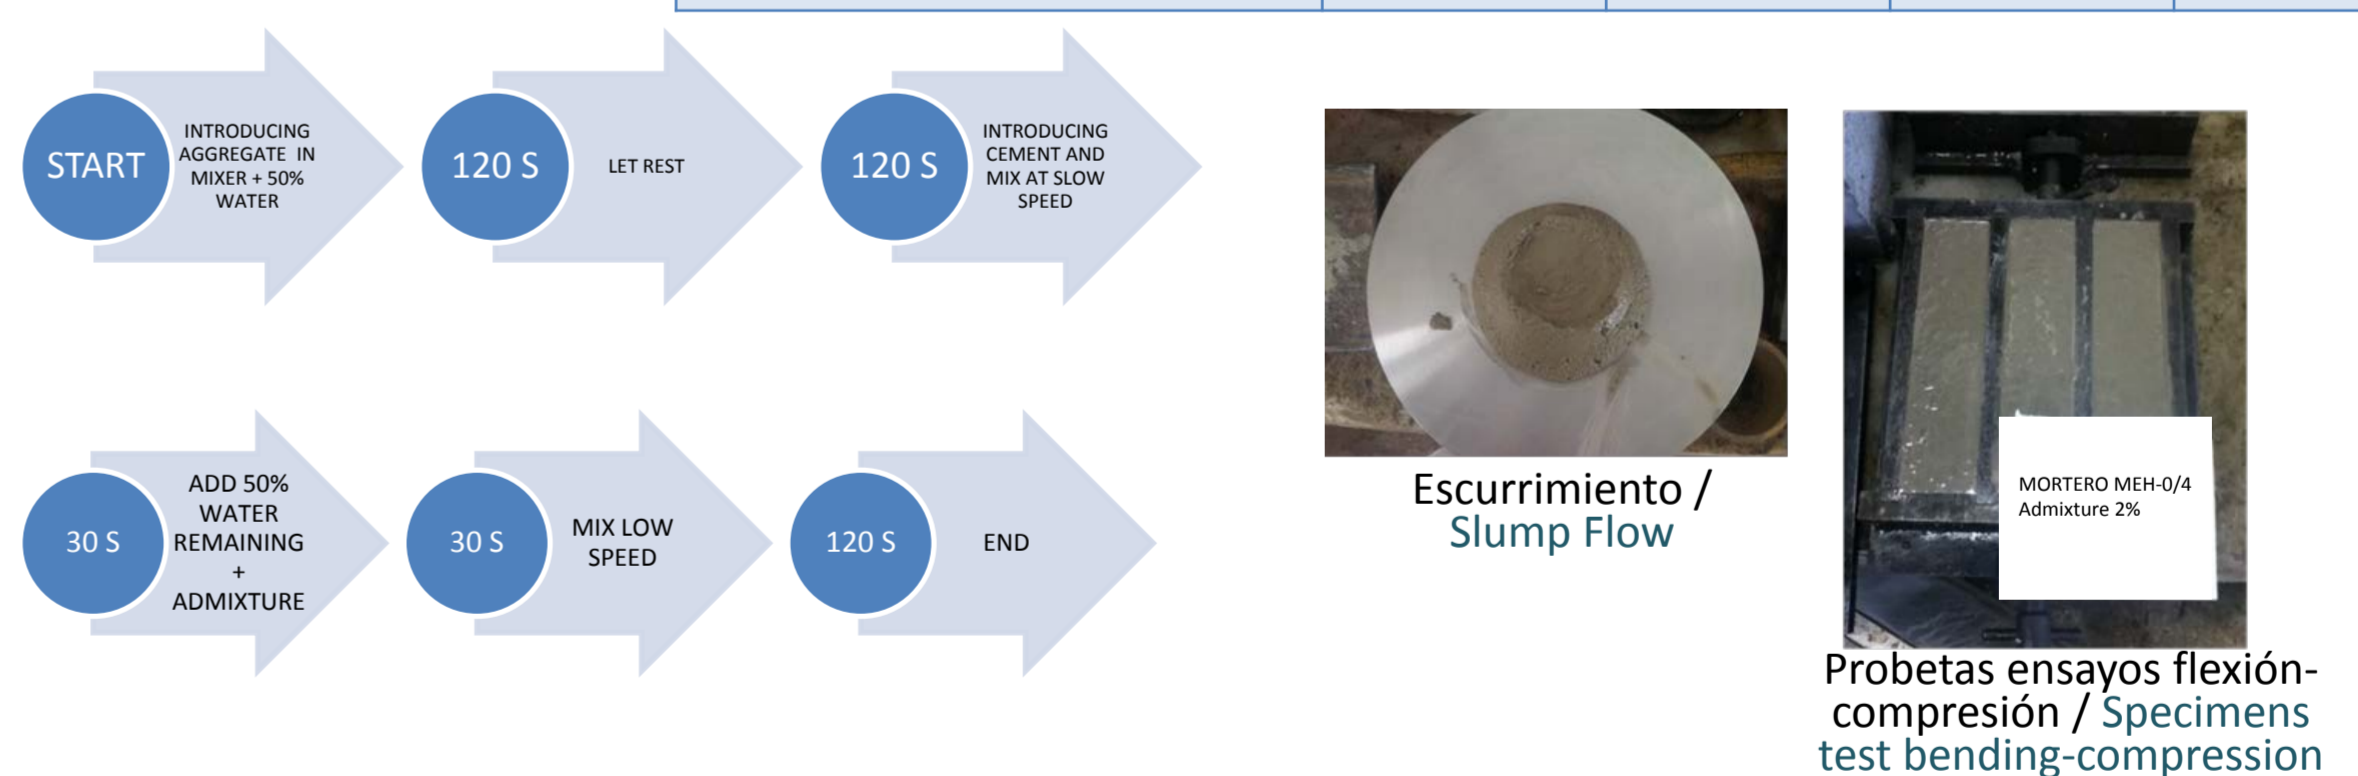 START
INTRODUCING
AGGREGATE IN
MIXER + 50%
WATER
120 S
LET REST
120 S
INTRODUCING
CEMENT AND
MIX AT SLOW
SPEED
30 S
ADD 50%
WATER
REMAINING
+
ADMIXTURE
30 S
MIX LOW
SPEED
120 S
END
Escurrimiento /
Slump Flow
MORTERO MEH-0/4
Admixture 2%
Probetas ensayos flexión-
compresión / Specimens
test bending-compression